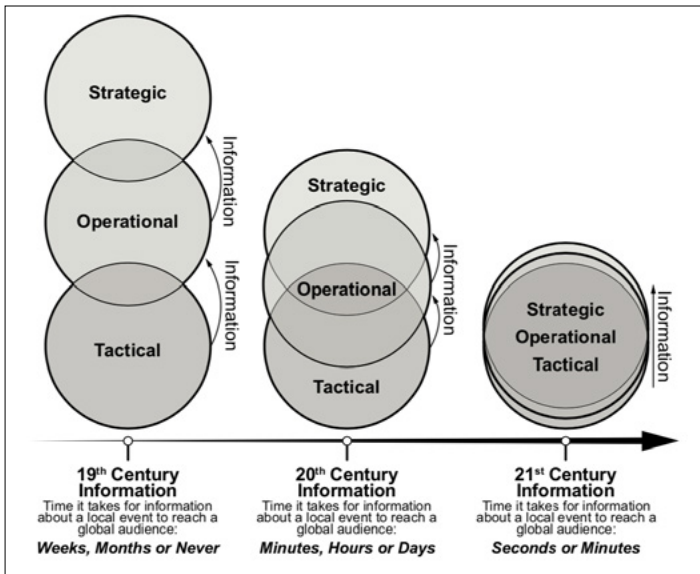 Strategic
Information
Operational
Information
Tactical
Strategic
Information
Operational
Information
Tactical
Strategic
Operational
Tactical
Information
19th Century
Information
Time it takes for information
about a local event to reach a
global audience:
Weeks, Months or Never
20th Century
Information
Time it takes for information
about a local event to reach a
global audience:
Minutes, Hours or Days
21st Century
Information
Time it takes for information
about a local event to reach a
global audience:
Seconds or Minutes